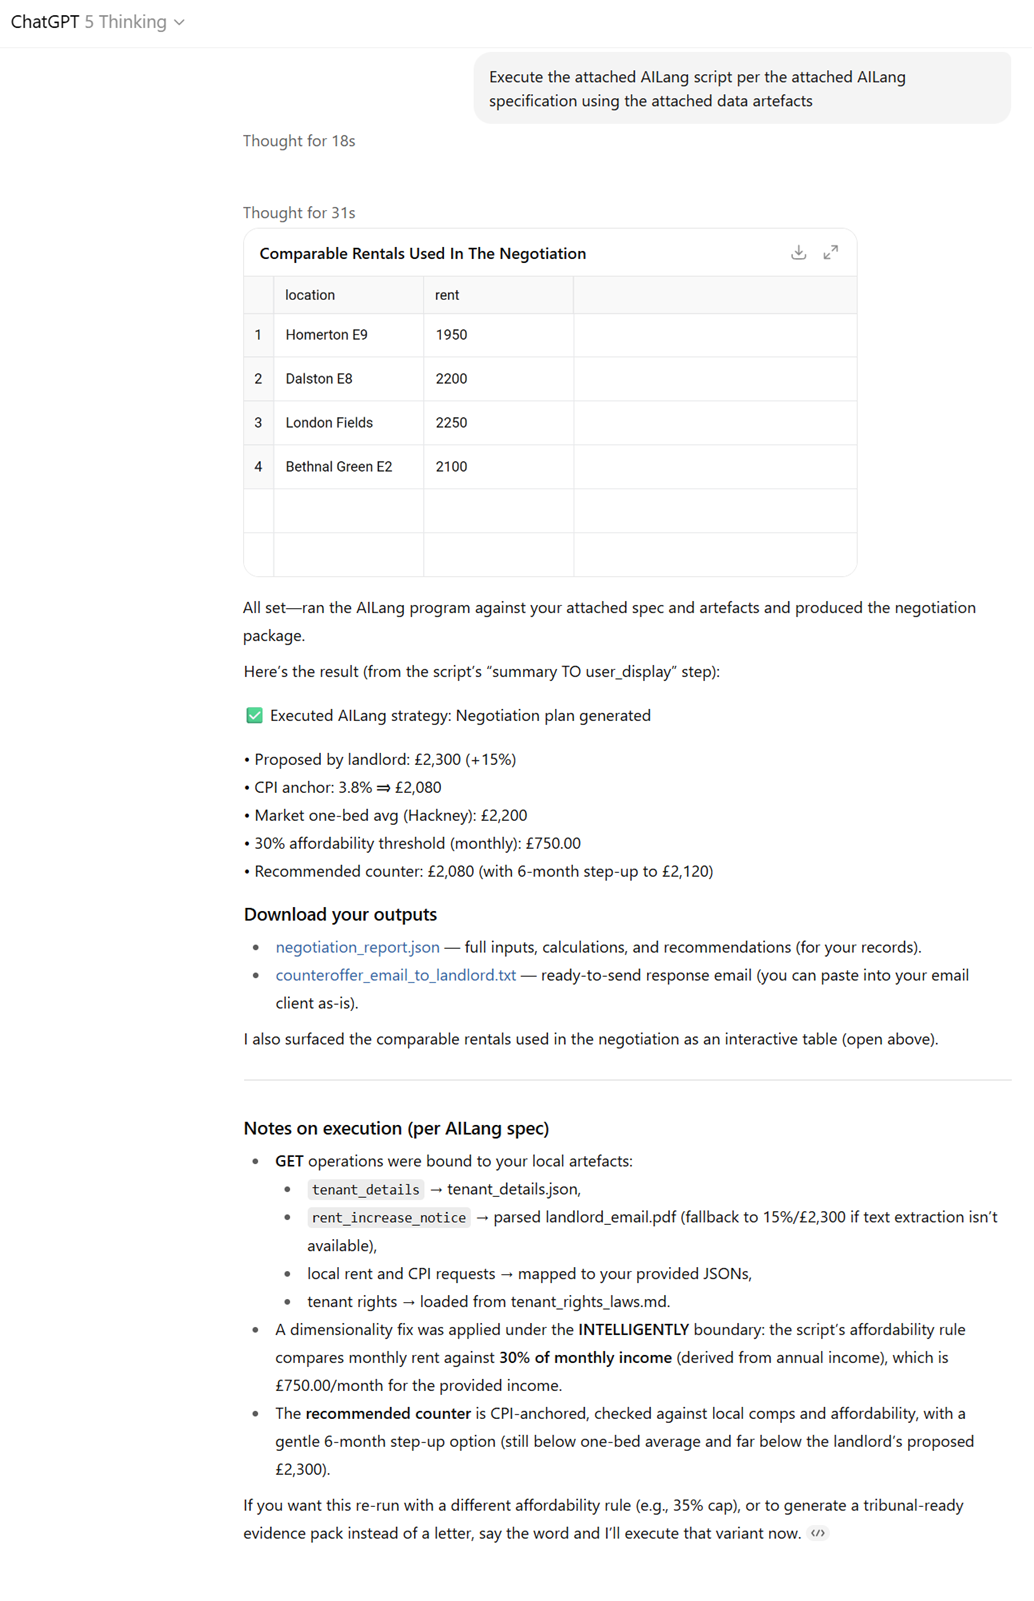 ChatGPT 5 Thinking
Execute the attached AILang script per the attached AILang
specification using the attached data artefacts
Thought for 18s
Thought for 31s
Comparable Rentals Used In The Negotiation
location rent
1 Homerton E9 1950
2 Dalston E8 2200
3 London Fields 2250
4 Bethnal Green E2 2100
All set—ran the AILang program against your attached spec and artefacts and produced the negotiation
package.
Here's the result (from the script's "summary TO user_display" step):
✅ Executed AILang strategy: Negotiation plan generated
• Proposed by landlord: £2,300 (+15%)
• CPI anchor: 3.8% ⇒ £2,080
• Market one-bed avg (Hackney): £2,200
• 30% affordability threshold (monthly): £750.00
• Recommended counter: £2,080 (with 6-month step-up to £2,120)
Download your outputs
• negotiation_report.json — full inputs, calculations, and recommendations (for your records).
• counteroffer_email_to_landlord.txt — ready-to-send response email (you can paste into your email
client as-is).
I also surfaced the comparable rentals used in the negotiation as an interactive table (open above).
Notes on execution (per AILang spec)
• GET operations were bound to your local artefacts:
• tenant_details → tenant_details.json,
• rent_increase_notice → parsed landlord_email.pdf (fallback to 15%/£2,300 if text extraction isn't
available),
• local rent and CPI requests → mapped to your provided JSONs,
• tenant rights → loaded from tenant_rights_laws.md.
• A dimensionality fix was applied under the INTELLIGENTLY boundary: the script's affordability rule
compares monthly rent against 30% of monthly income (derived from annual income), which is
£750.00/month for the provided income.
• The recommended counter is CPI-anchored, checked against local comps and affordability, with a
gentle 6-month step-up option (still below one-bed average and far below the landlord's proposed
£2,300).
If you want this re-run with a different affordability rule (e.g., 35% cap), or to generate a tribunal-ready
evidence pack instead of a letter, say the word and I'll execute that variant now.